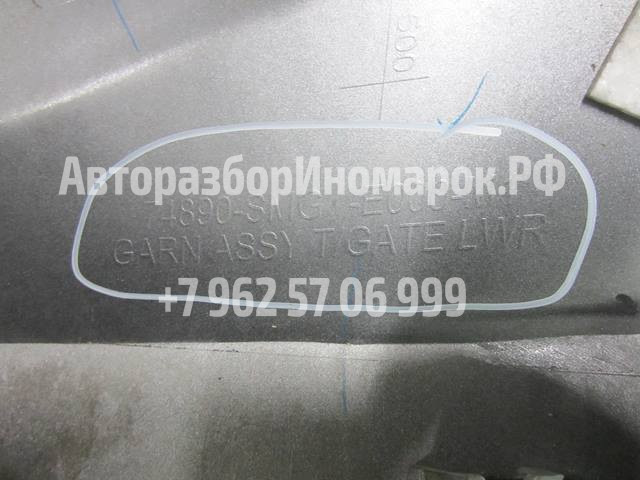 500
АвторазборИномарок.РФ
GARN ASSY T GATE LWR
+7 962 57 06 999